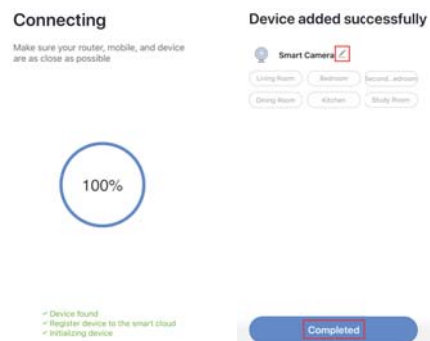 Connecting
Make sure your router, mobile, and device
are as close as possible
100%
✓ Device found
✓ Register device to the smart cloud
✓ Initializing device
Device added successfully
Smart Camera
Living Room
Bedroom
Second...edroom
Dining Room
Kitchen
Study Room
Completed